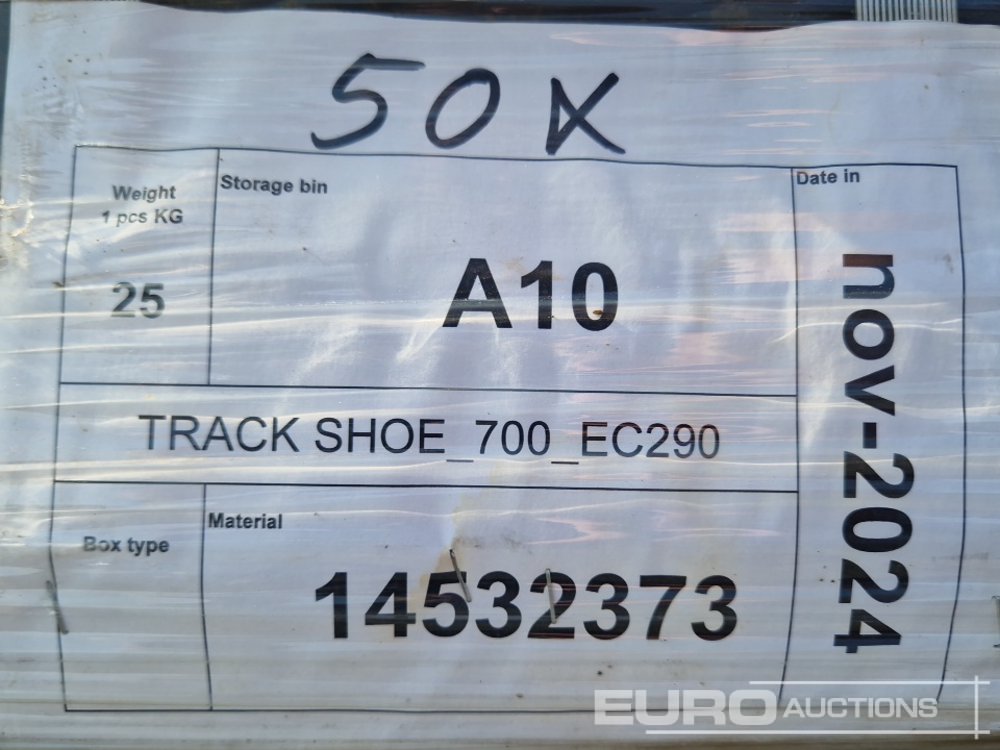 50x
Weight
1 pcs KG
25
Storage bin
A10
Date in
nov-2024
TRACK SHOE_700_EC290
Box type
Material
14532373
EURO AUCTIONS